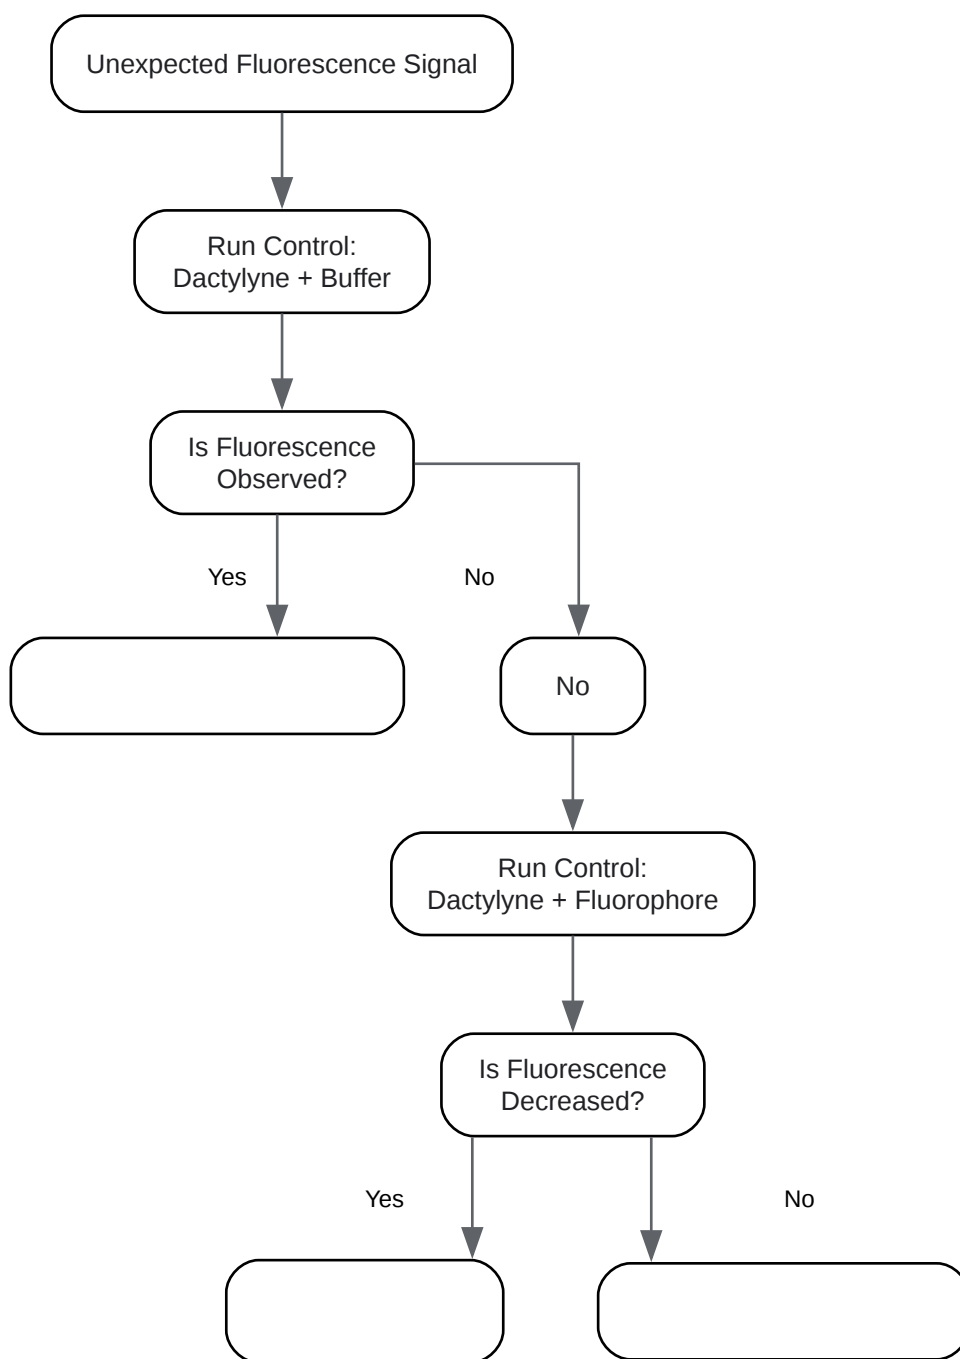 Unexpected Fluorescence Signal
Run Control:
Dactylyne + Buffer
Is Fluorescence
Observed?
Yes
No
No
Run Control:
Dactylyne + Fluorophore
Is Fluorescence
Decreased?
Yes
No